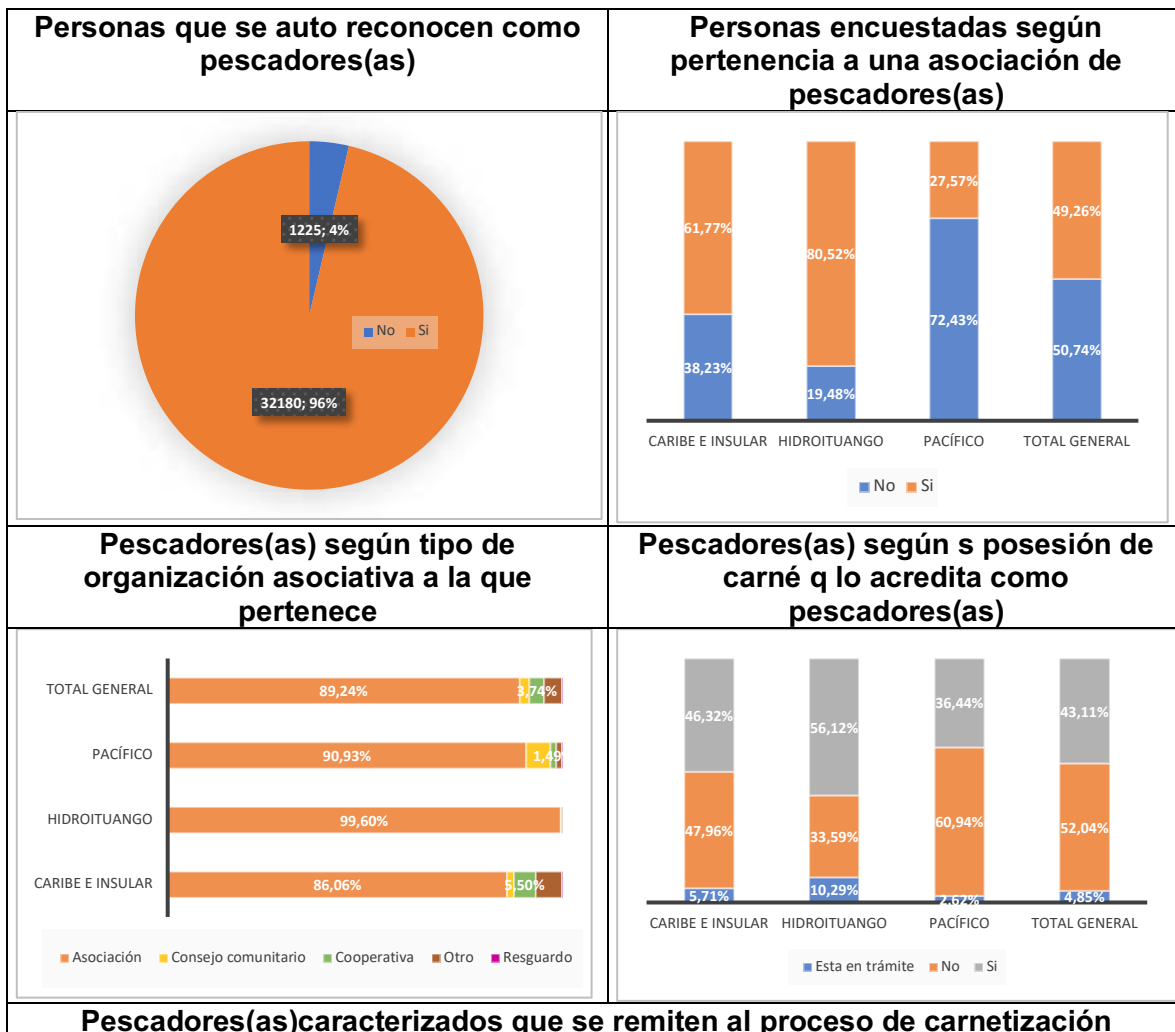 Personas que se auto reconocen como
pescadores(as)
1225; 4%
No Si
32180; 96%
Personas encuestadas según
pertenencia a una asociación de
pescadores(as)
61,77% 80,52% 27,57% 49,26%
38,23% 19,48% 72,43% 50,74%
CARIBE E INSULAR HIDROITUANGO PACÍFICO TOTAL GENERAL
No Si
Pescadores(as) según tipo de
organización asociativa a la que
pertenece
TOTAL GENERAL 89,24% 3,74%
PACÍFICO 90,93% 1,49
HIDROITUANGO 99,60%
CARIBE E INSULAR 86,06% 5,50%
Asociación Consejo comunitario Cooperativa Otro Resguardo
Pescadores(as) según s posesión de
carné q lo acredita como
pescadores(as)
46,32% 56,12% 36,44% 43,11%
47,96% 33,59% 60,94% 52,04%
5,71% 10,29% 2,62% 4,85%
CARIBE E INSULAR HIDROITUANGO PACÍFICO TOTAL GENERAL
Esta en trámite No Si
Pescadores(as)caracterizados que se remiten al proceso de carnetización